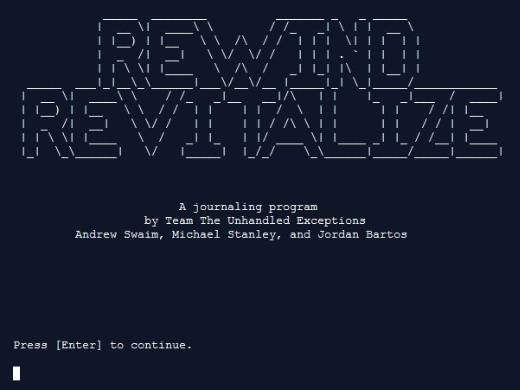 REWIND
REVITALIZE
A journaling program
by Team The Unhandled Exceptions
Andrew Swaim, Michael Stanley, and Jordan Bartos
Press [Enter] to continue.